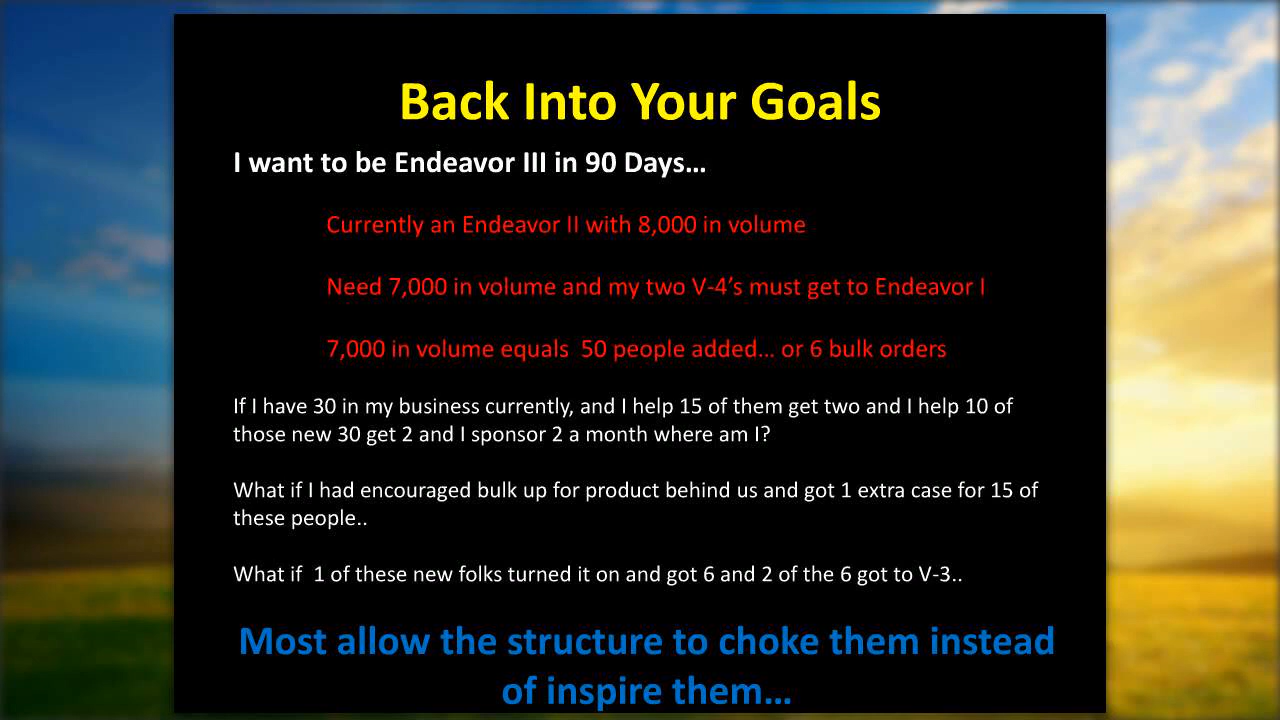 Back Into Your Goals
I want to be Endeavor III in 90 Days…
Currently an Endeavor II with 8,000 in volume
Need 7,000 in volume and my two V-4’s must get to Endeavor I
7,000 in volume equals  50 people added… or 6 bulk orders
If I have 30 in my business currently, and I help 15 of them get two and I help 10 of
those new 30 get 2 and I sponsor 2 a month where am I?
What if I had encouraged bulk up for product behind us and got 1 extra case for 15 of
these people..
What if  1 of these new folks turned it on and got 6 and 2 of the 6 got to V-3..
Most allow the structure to choke them instead
of inspire them…